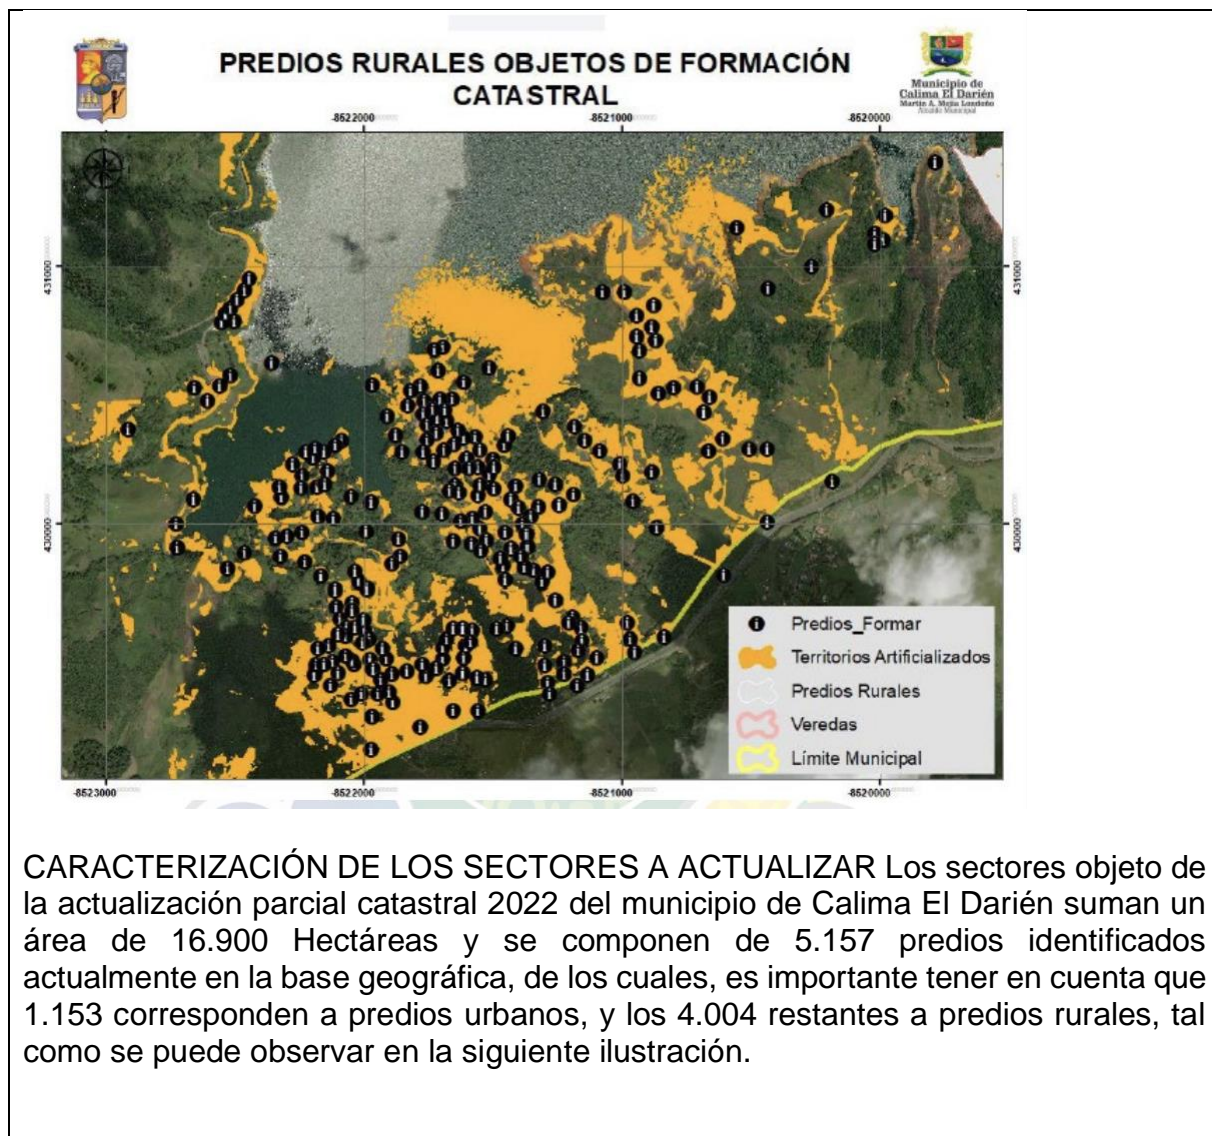 PREDIOS RURALES OBJETOS DE FORMACIÓN
CATASTRAL
Municipio de
Calima El Darién
Martín A. Mejía Londoño
Alcalde Municipal
-8522000
-8521000
-8520000
431000
431000
430000
430000
Predios_Formar
Territorios Artificializados
Predios Rurales
Veredas
Límite Municipal
-8523000
-8522000
-8521000
-8520000
CARACTERIZACIÓN DE LOS SECTORES A ACTUALIZAR Los sectores objeto de
la actualización parcial catastral 2022 del municipio de Calima El Darién suman un
área de 16.900 Hectáreas y se componen de 5.157 predios identificados
actualmente en la base geográfica, de los cuales, es importante tener en cuenta que
1.153 corresponden a predios urbanos, y los 4.004 restantes a predios rurales, tal
como se puede observar en la siguiente ilustración.